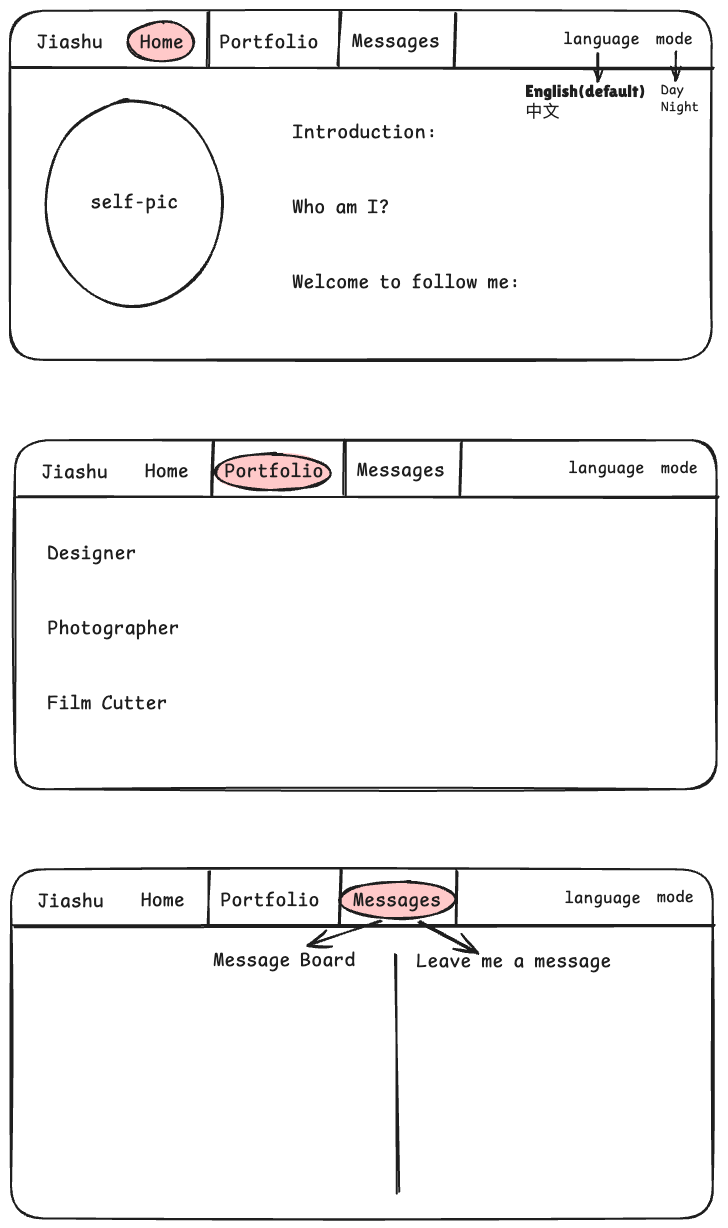 Jiashu Home Portfolio Messages language mode
English(default) Day
中文 Night
Introduction:
self-pic
Who am I?
Welcome to follow me:
Jiashu Home Portfolio Messages language mode
Designer
Photographer
Film Cutter
Jiashu Home Portfolio Messages language mode
Message Board Leave me a message